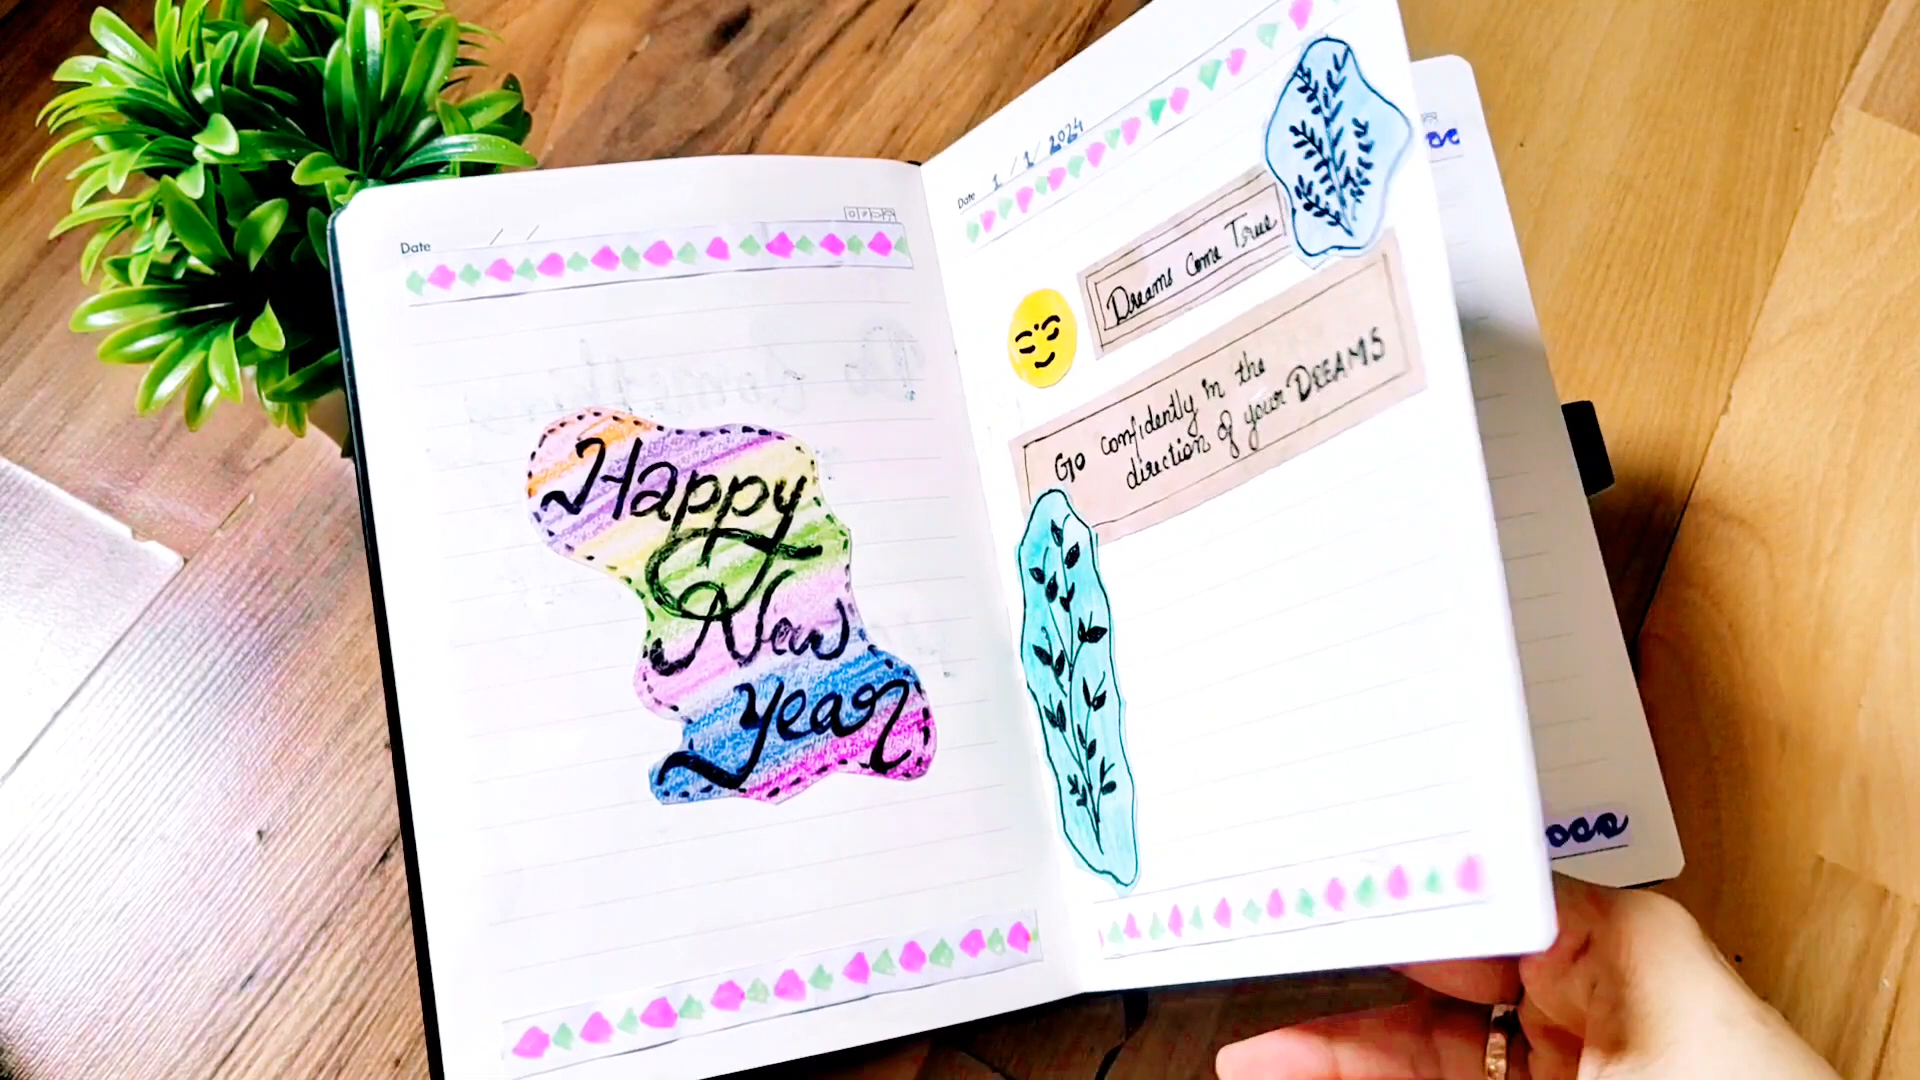 Date / /
Happy
New
Year
Date 1 / 1 / 2024
Dreams Come True
Go confidently in the
direction of your DREAMS